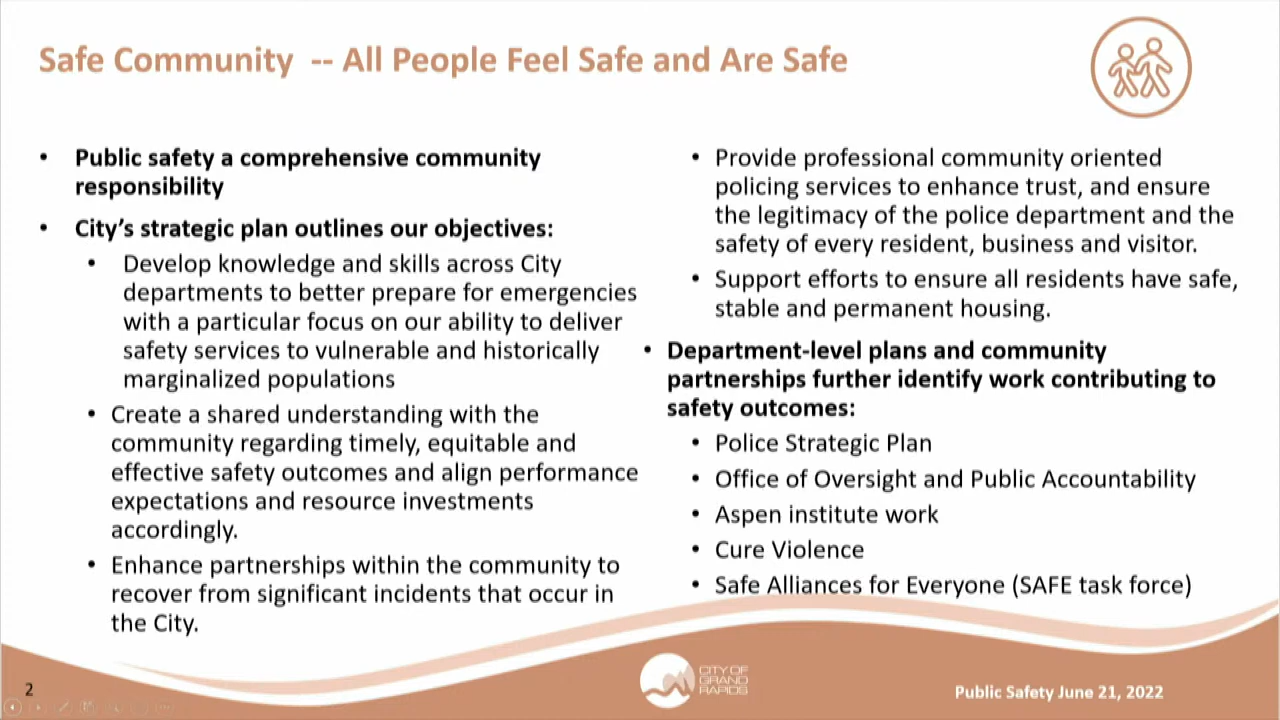 Safe Community -- All People Feel Safe and Are Safe
• Public safety a comprehensive community
responsibility
• City’s strategic plan outlines our objectives:
• Develop knowledge and skills across City
departments to better prepare for emergencies
with a particular focus on our ability to deliver
safety services to vulnerable and historically
marginalized populations
• Create a shared understanding with the
community regarding timely, equitable and
effective safety outcomes and align performance
expectations and resource investments
accordingly.
• Enhance partnerships within the community to
recover from significant incidents that occur in
the City.
• Provide professional community oriented
policing services to enhance trust, and ensure
the legitimacy of the police department and the
safety of every resident, business and visitor.
• Support efforts to ensure all residents have safe,
stable and permanent housing.
• Department-level plans and community
partnerships further identify work contributing to
safety outcomes:
• Police Strategic Plan
• Office of Oversight and Public Accountability
• Aspen institute work
• Cure Violence
• Safe Alliances for Everyone (SAFE task force)
2
CITY OF
GRAND
RAPIDS
Public Safety June 21, 2022